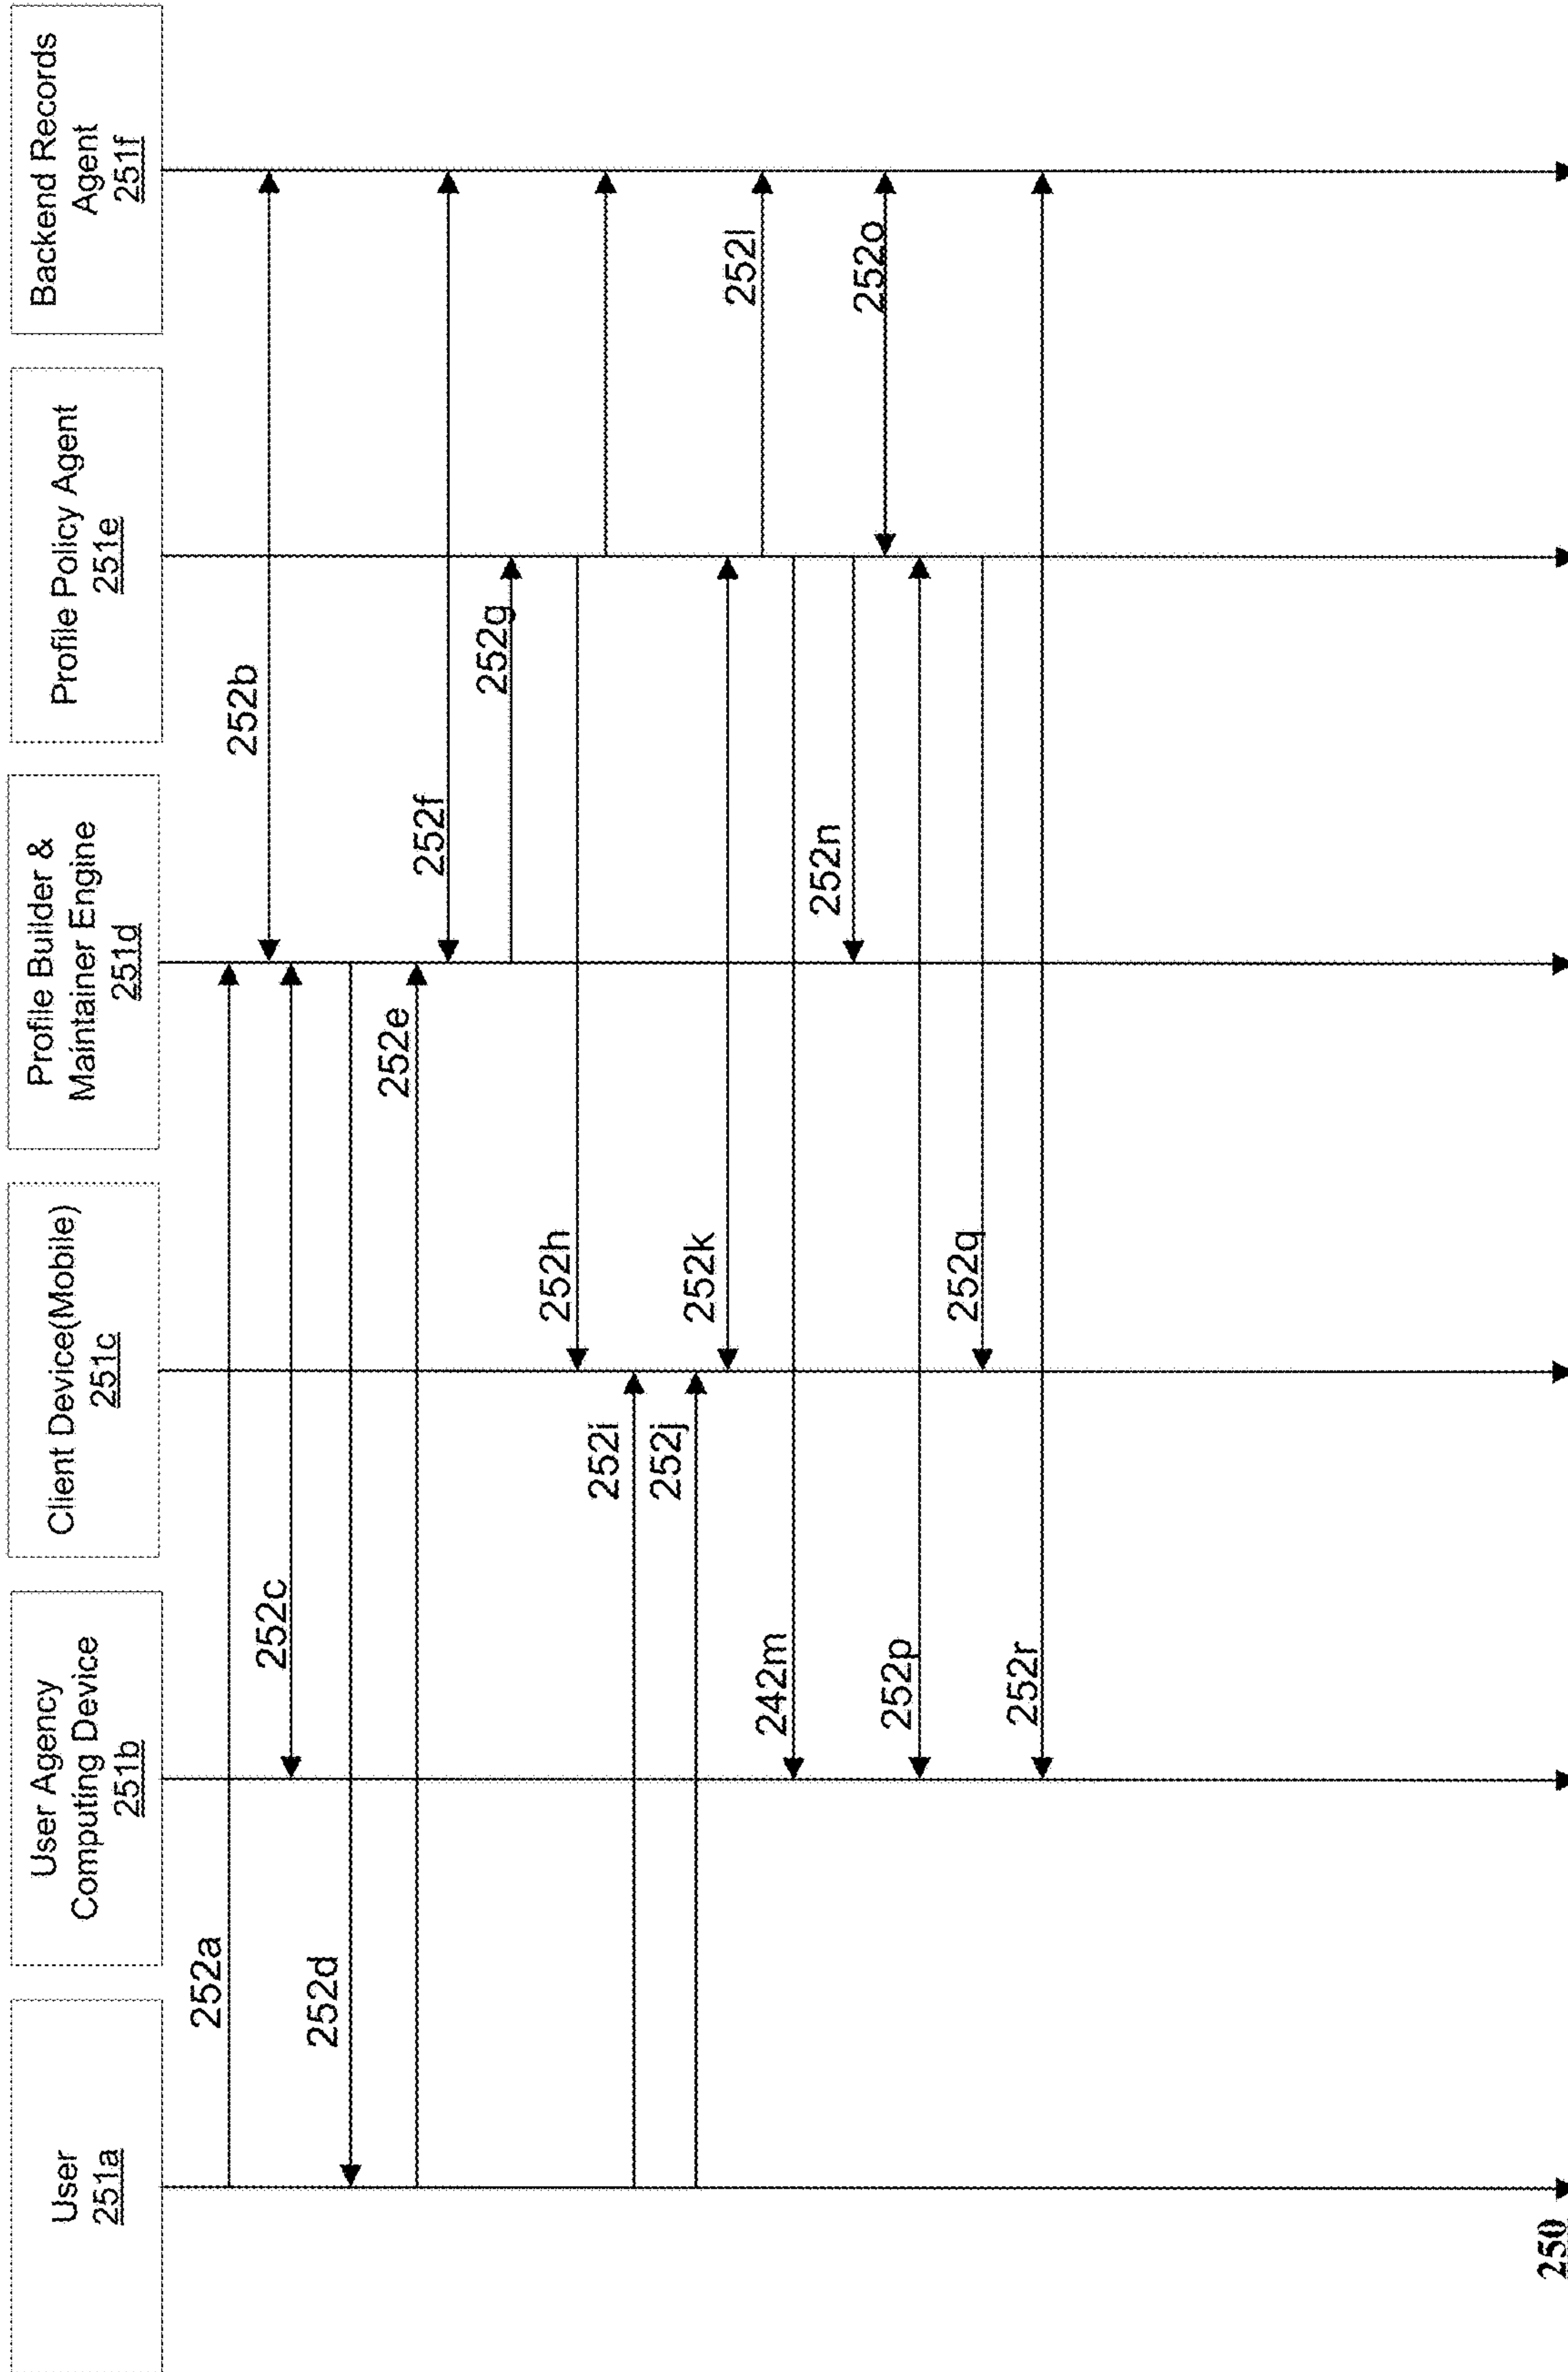 User
251a
User Agency
Computing Device
251b
Client Device(Mobile)
251c
Profile Builder &
Maintainer Engine
251d
Profile Policy Agent
251e
Backend Records
Agent
251f
252a
252b
252c
252d
252e
252f
252g
252h
252i
252j
252k
252l
242m
252n
252o
252p
252q
252r
250